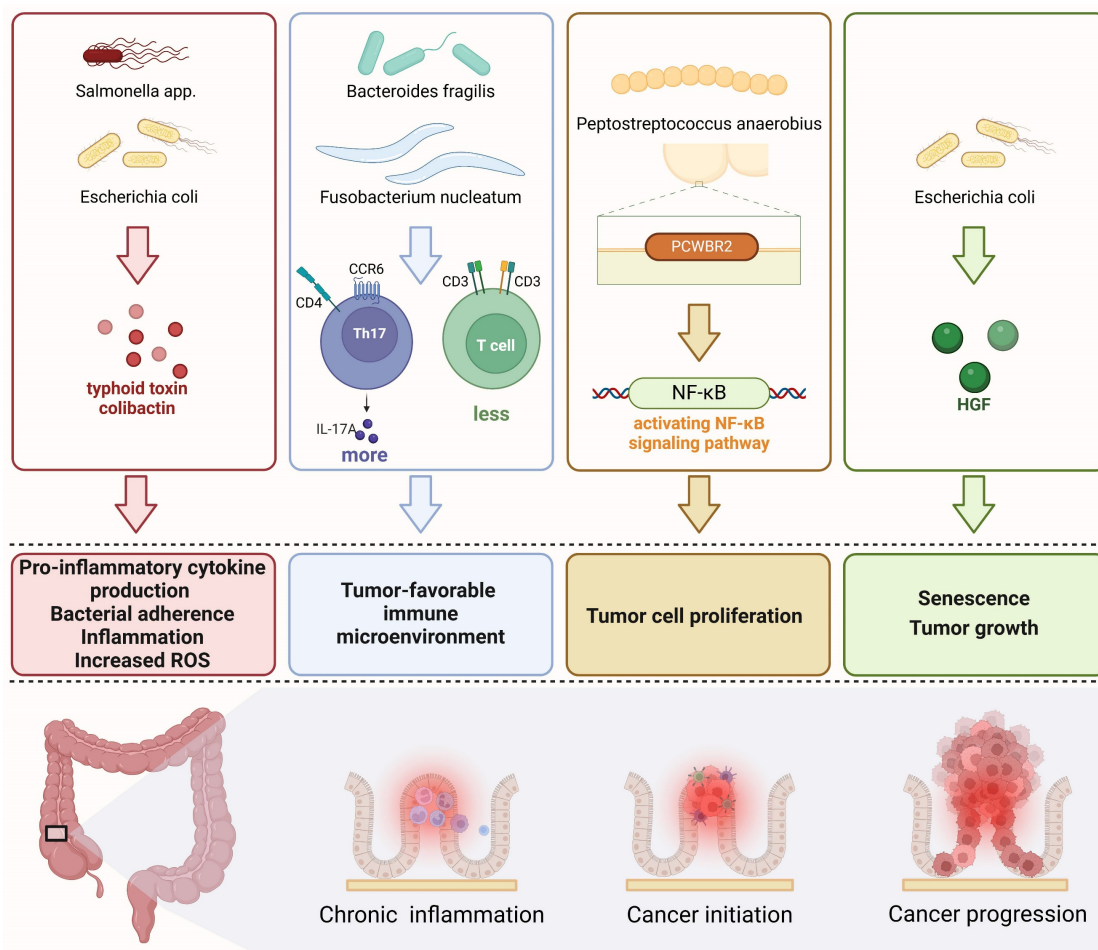 Salmonella app.
Escherichia coli
typhoid toxin
colibactin
Bacteroides fragilis
Fusobacterium nucleatum
CCR6
CD4
Th17
IL-17A
more
CD3
CD3
T cell
less
Peptostreptococcus anaerobius
PCWBR2
NF-κB
activating NF-κB
signaling pathway
Escherichia coli
HGF
Pro-inflammatory cytokine
production
Bacterial adherence
Inflammation
Increased ROS
Tumor-favorable
immune
microenvironment
Tumor cell proliferation
Senescence
Tumor growth
Chronic inflammation
Cancer initiation
Cancer progression